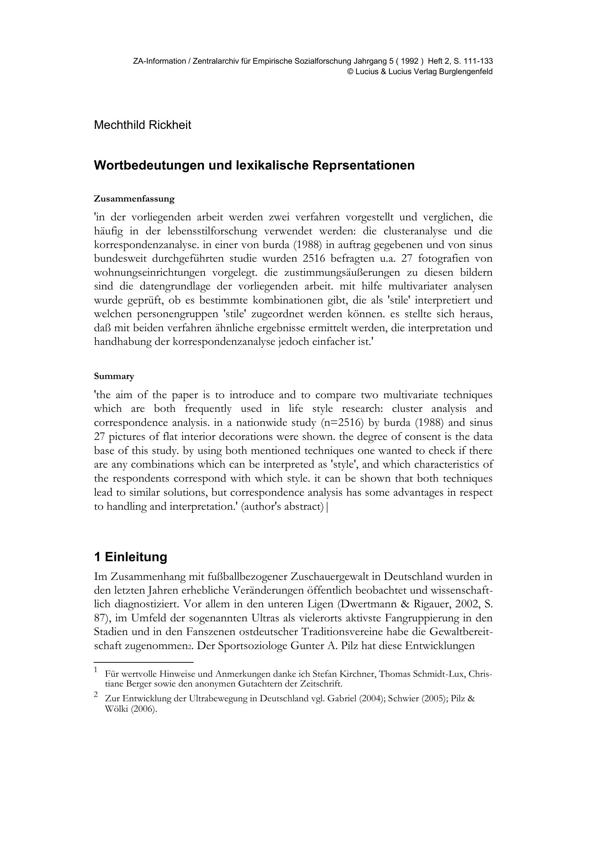 ZA-Information / Zentralarchiv für Empirische Sozialforschung Jahrgang 5 ( 1992 ) Heft 2, S. 111-133
© Lucius & Lucius Verlag Burglengenfeld
Mechthild Rickheit
Wortbedeutungen und lexikalische Reprsentationen
Zusammenfassung
'in der vorliegenden arbeit werden zwei verfahren vorgestellt und verglichen, die
häufig in der lebensstilforschung verwendet werden: die clusteranalyse und die
korrespondenzanalyse. in einer von burda (1988) in auftrag gegebenen und von sinus
bundesweit durchgeführten studie wurden 2516 befragten u.a. 27 fotografien von
wohnungseinrichtungen vorgelegt. die zustimmungsäußerungen zu diesen bildern
sind die datengrundlage der vorliegenden arbeit. mit hilfe multivariater analysen
wurde geprüft, ob es bestimmte kombinationen gibt, die als 'stile' interpretiert und
welchen personengruppen 'stile' zugeordnet werden können. es stellte sich heraus,
daß mit beiden verfahren ähnliche ergebnisse ermittelt werden, die interpretation und
handhabung der korrespondenzanalyse jedoch einfacher ist.'
Summary
'the aim of the paper is to introduce and to compare two multivariate techniques
which are both frequently used in life style research: cluster analysis and
correspondence analysis. in a nationwide study (n=2516) by burda (1988) and sinus
27 pictures of flat interior decorations were shown. the degree of consent is the data
base of this study. by using both mentioned techniques one wanted to check if there
are any combinations which can be interpreted as 'style', and which characteristics of
the respondents correspond with which style. it can be shown that both techniques
lead to similar solutions, but correspondence analysis has some advantages in respect
to handling and interpretation.' (author's abstract)|
1 Einleitung
Im Zusammenhang mit fußballbezogener Zuschauergewalt in Deutschland wurden in
den letzten Jahren erhebliche Veränderungen öffentlich beobachtet und wissenschaft-
lich diagnostiziert. Vor allem in den unteren Ligen (Dwertmann & Rigauer, 2002, S.
87), im Umfeld der sogenannten Ultras als vielerorts aktivste Fangruppierung in den
Stadien und in den Fanszenen ostdeutscher Traditionsvereine habe die Gewaltbereit-
schaft zugenommen2. Der Sportsoziologe Gunter A. Pilz hat diese Entwicklungen
1 Für wertvolle Hinweise und Anmerkungen danke ich Stefan Kirchner, Thomas Schmidt-Lux, Chris-
tiane Berger sowie den anonymen Gutachtern der Zeitschrift.
2 Zur Entwicklung der Ultrabewegung in Deutschland vgl. Gabriel (2004); Schwier (2005); Pilz &
Wölki (2006).